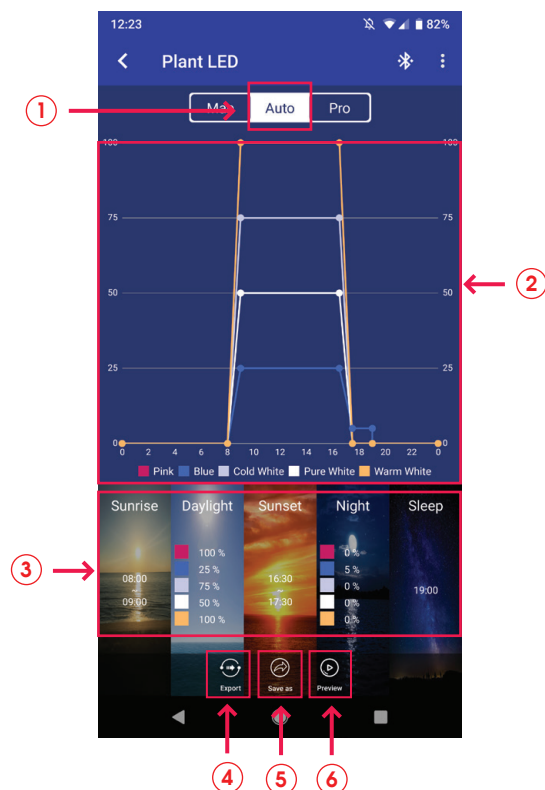 12:23 82%
Plant LED
1
Man Auto Pro
100 100
75 75
2
50 50
25 25
0 0
0 2 4 6 8 10 12 14 16 18 20 22 0
Pink Blue Cold White Pure White Warm White
Sunrise Daylight Sunset Night Sleep
100 % 0 %
3
08:00 25 % 16:30 5 %
~ 75 % ~ 0 % 19:00
09:00 50 % 17:30 0 %
100 % 0 %
Export Save as Preview
4 5 6